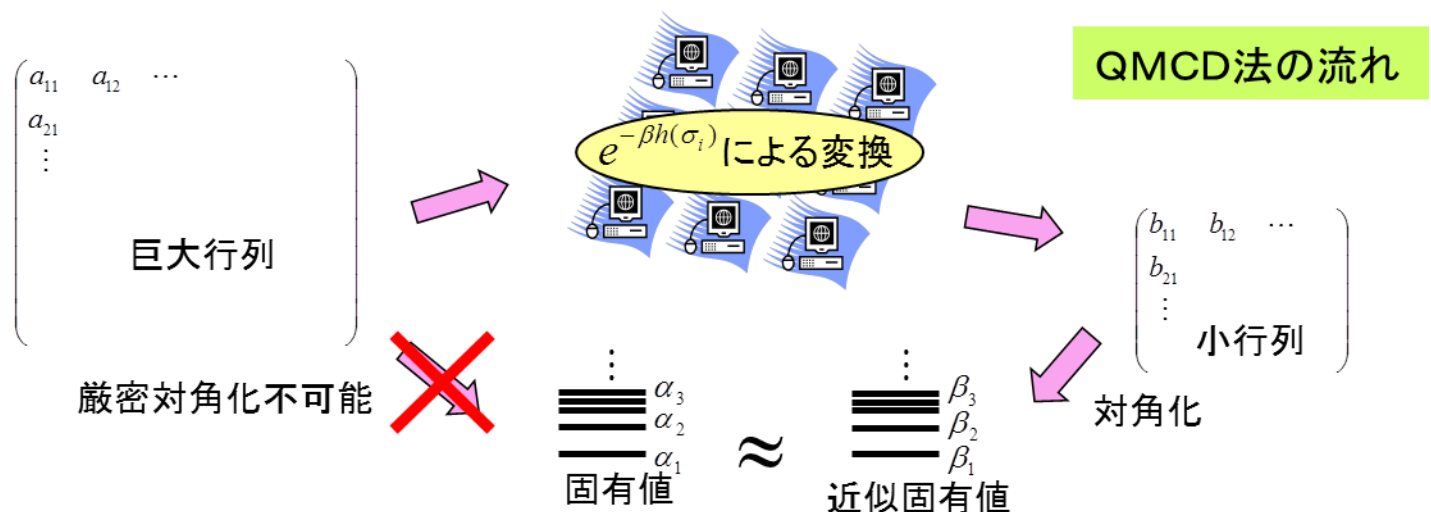 QMCD法の流れ
a₁₁ a₁₂ ⋯
a₂₁
⋮
巨大行列
厳密対角化不可能
e^{-βh(σᵢ)}による変換
b₁₁ b₁₂ ⋯
b₂₁
⋮
小行列
対角化
⋮
α₃
α₂
α₁
固有値
≈
⋮
β₃
β₂
β₁
近似固有値